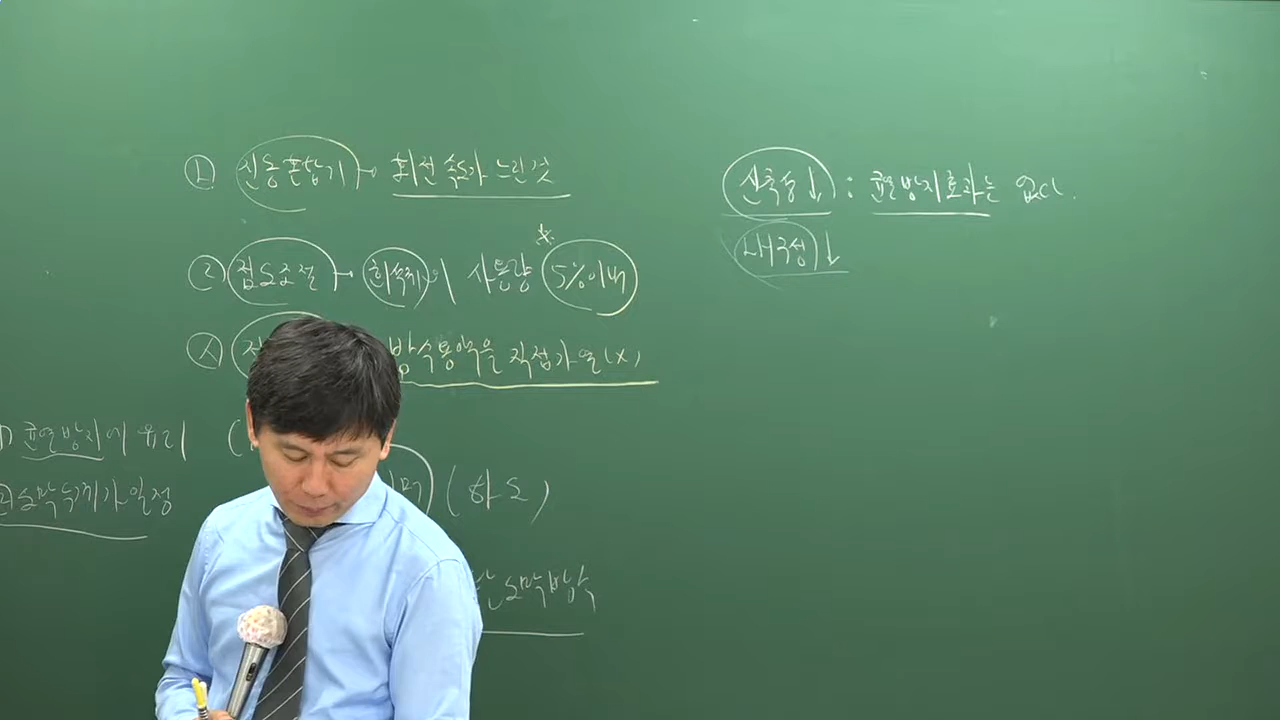 ① 전동혼합기 → 회전 속도가 느린 것
② 점도조절 → 희석제의 사용량 5% 이내
③ 방수용액을 직접가열(X)
균열방지에 유리
② 도막두께가 일정
(하도)
도막방수
신축성↓ : 균열방지효과는 없다.
내구성↓